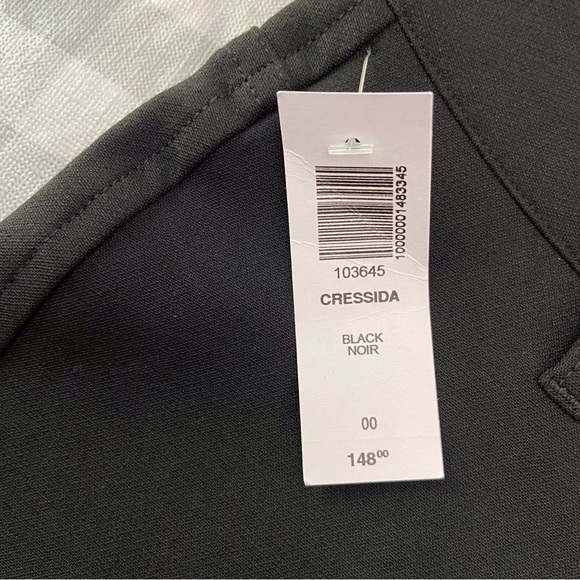 10000001483345
103645
CRESSIDA
BLACK
NOIR
00
148⁰⁰